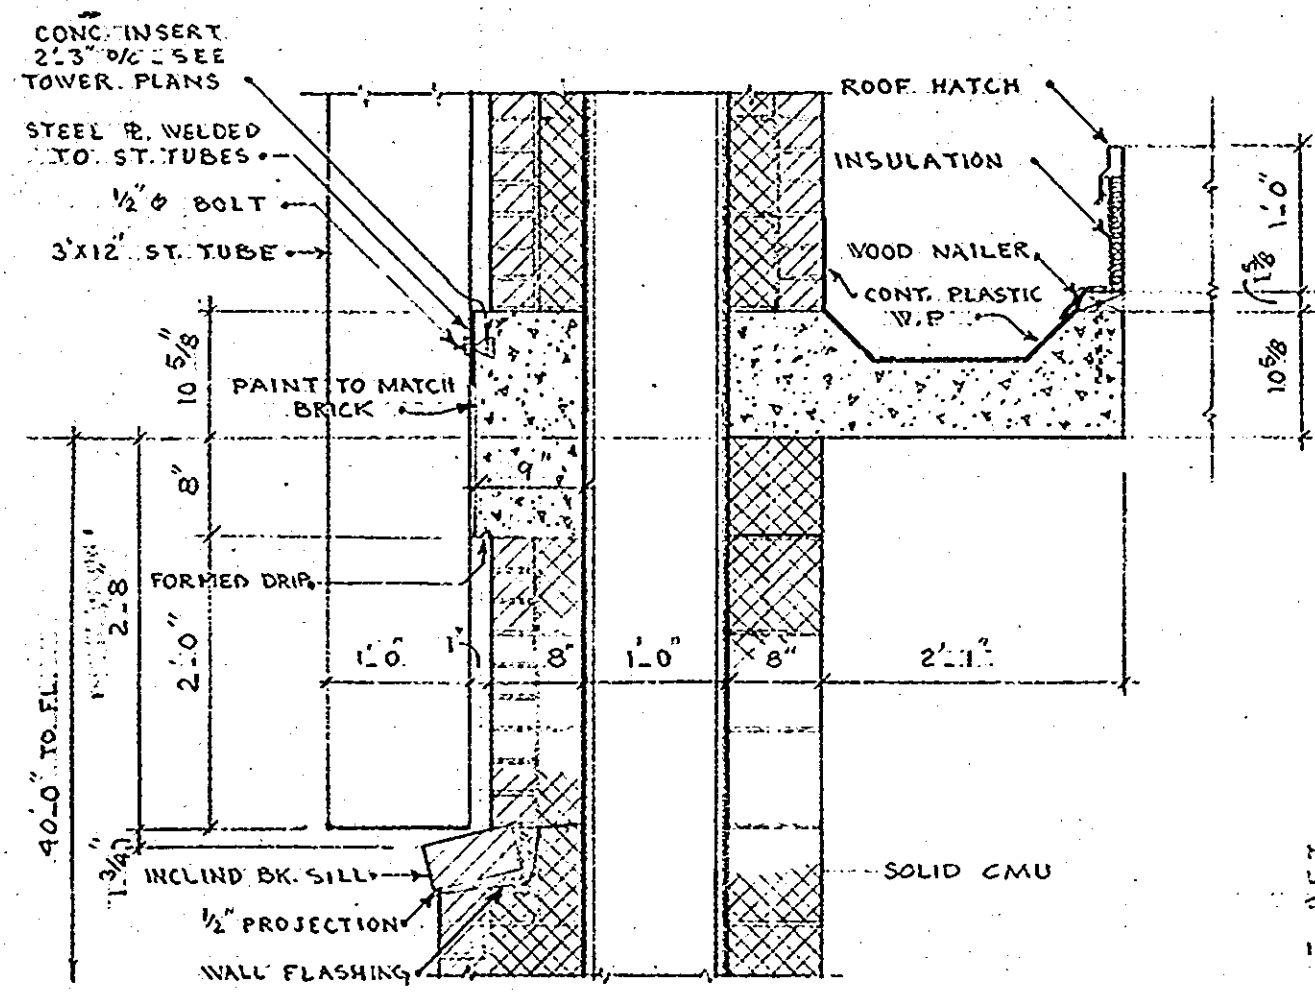 CONC. INSERT
2'-3" O/C - SEE
TOWER. PLANS
STEEL PL. WELDED
TO ST. TUBES
1/2" Φ BOLT
3"X12" ST. TUBE
10 5/8"
PAINT TO MATCH
BRICK
8"
9"
FORMED DRIP
2-8
2'-0"
40'-0" TO F.L.
1 3/4"
1'-0"
1"
8"
1'-0"
8"
2'-1"
INCLIND BK. SILL
1/2" PROJECTION
WALL FLASHING
ROOF HATCH
INSULATION
WOOD NAILER
CONT. PLASTIC
W.P.
1'-0"
1 5/8
10 5/8
SOLID CMU